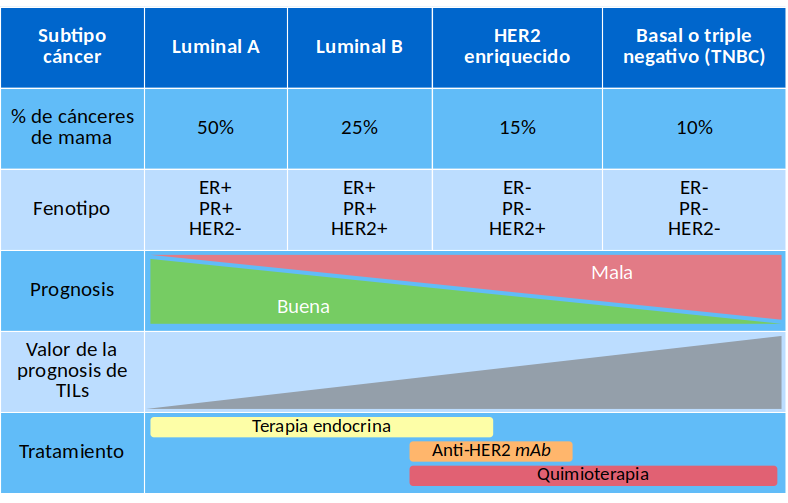 Subtipo
cáncer
Luminal A
Luminal B
HER2
enriquecido
Basal o triple
negativo (TNBC)
% de cánceres
de mama
50%
25%
15%
10%
Fenotipo
ER+
PR+
HER2-
ER+
PR+
HER2+
ER-
PR-
HER2+
ER-
PR-
HER2-
Prognosis
Buena
Mala
Valor de la
prognosis de
TILs
Tratamiento
Terapia endocrina
Anti-HER2 mAb
Quimioterapia